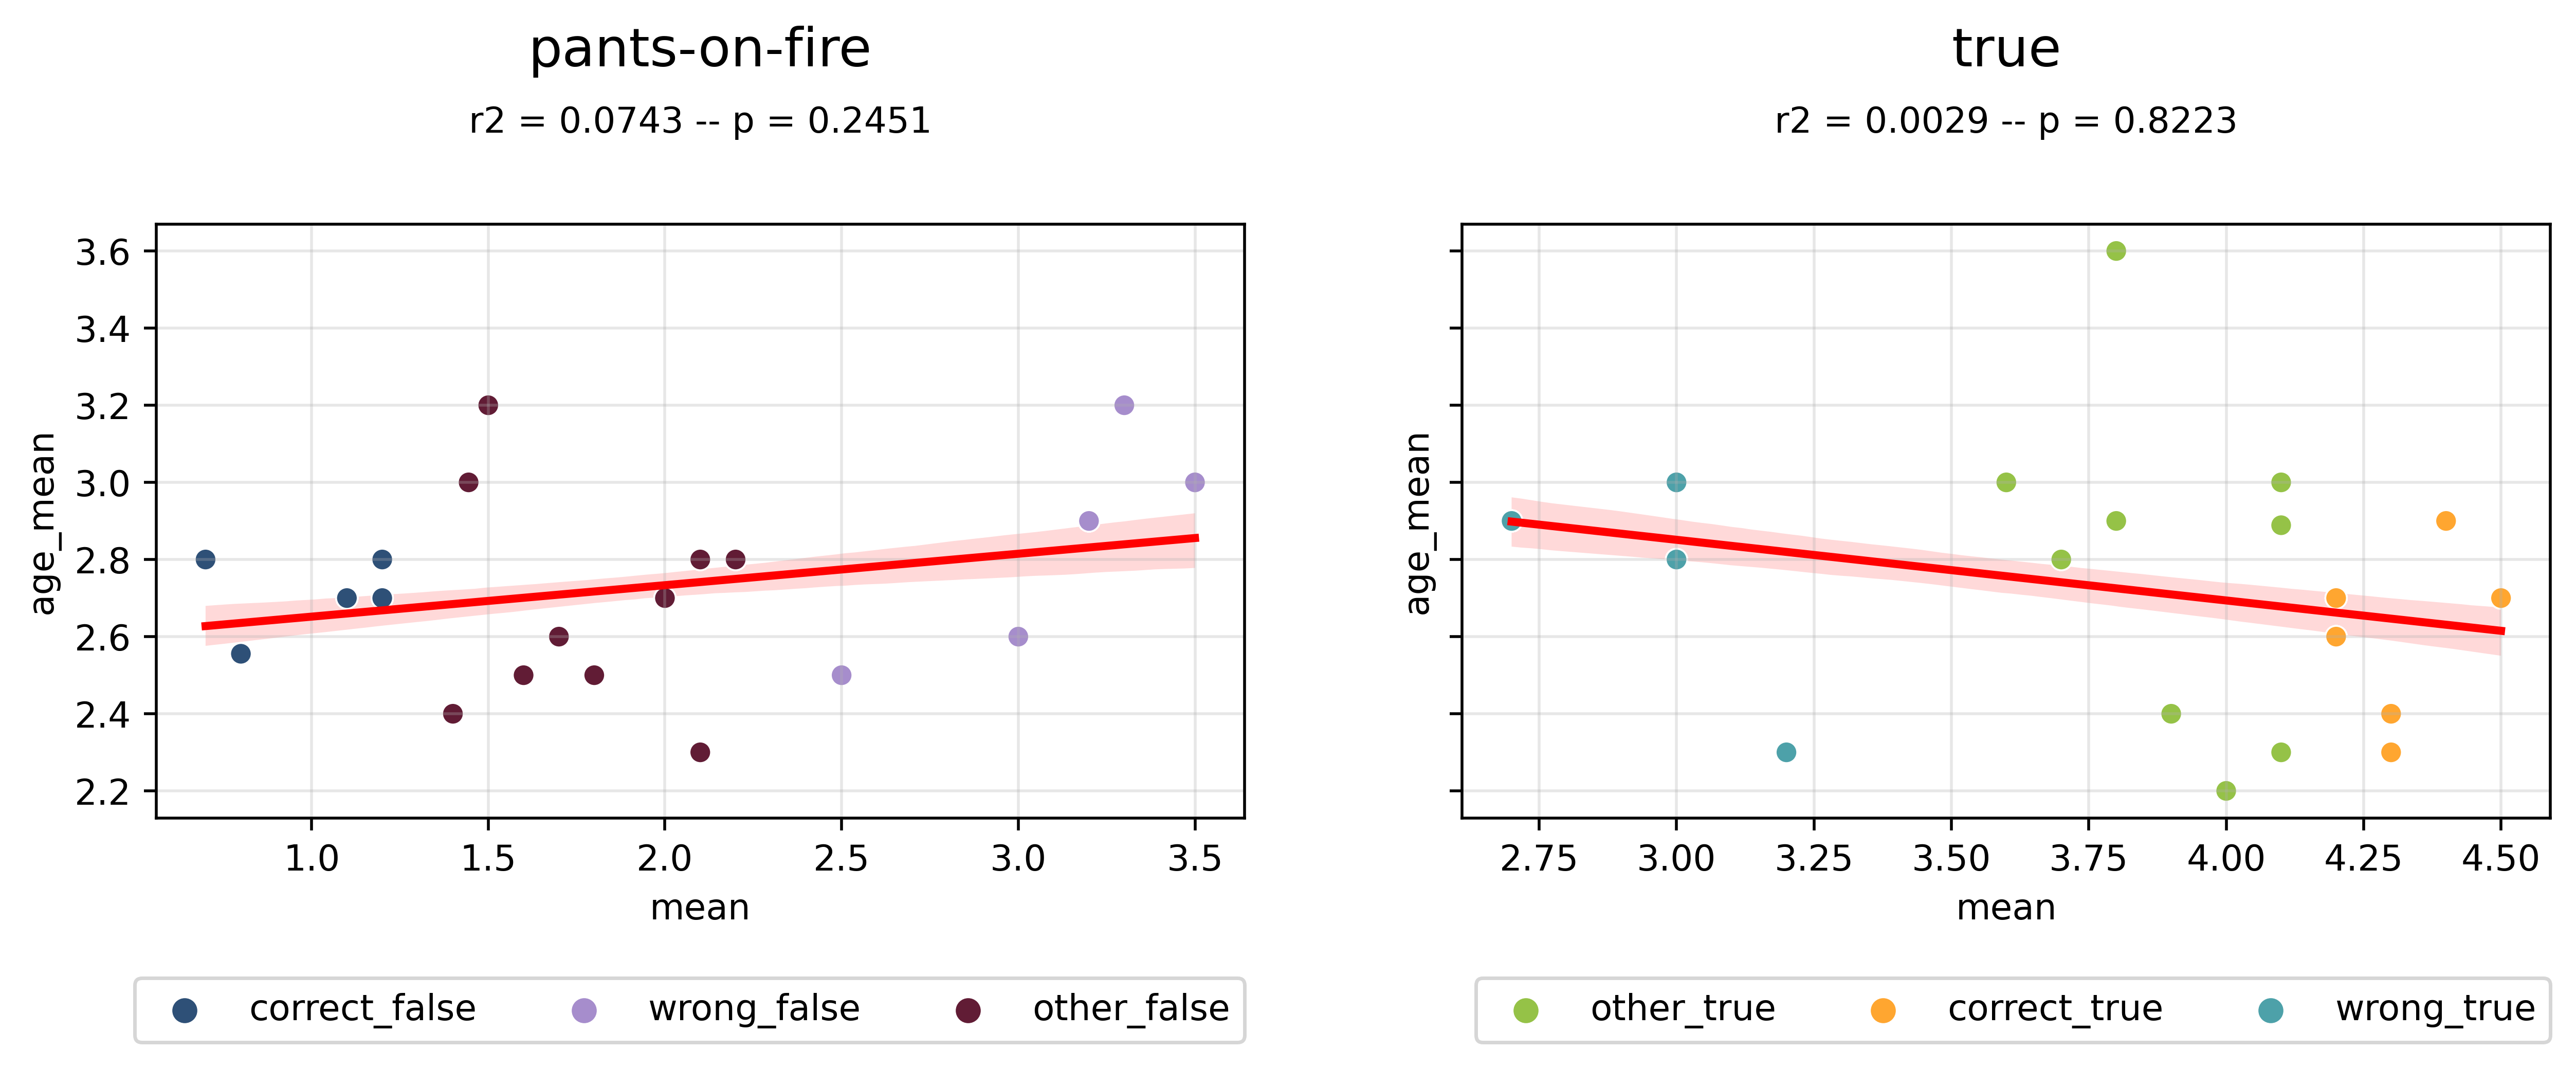 pants-on-fire
r2 = 0.0743 -- p = 0.2451
age_mean
3.6
3.4
3.2
3.0
2.8
2.6
2.4
2.2
1.0 1.5 2.0 2.5 3.0 3.5
mean
correct_false wrong_false other_false
true
r2 = 0.0029 -- p = 0.8223
age_mean
2.75 3.00 3.25 3.50 3.75 4.00 4.25 4.50
mean
other_true correct_true wrong_true